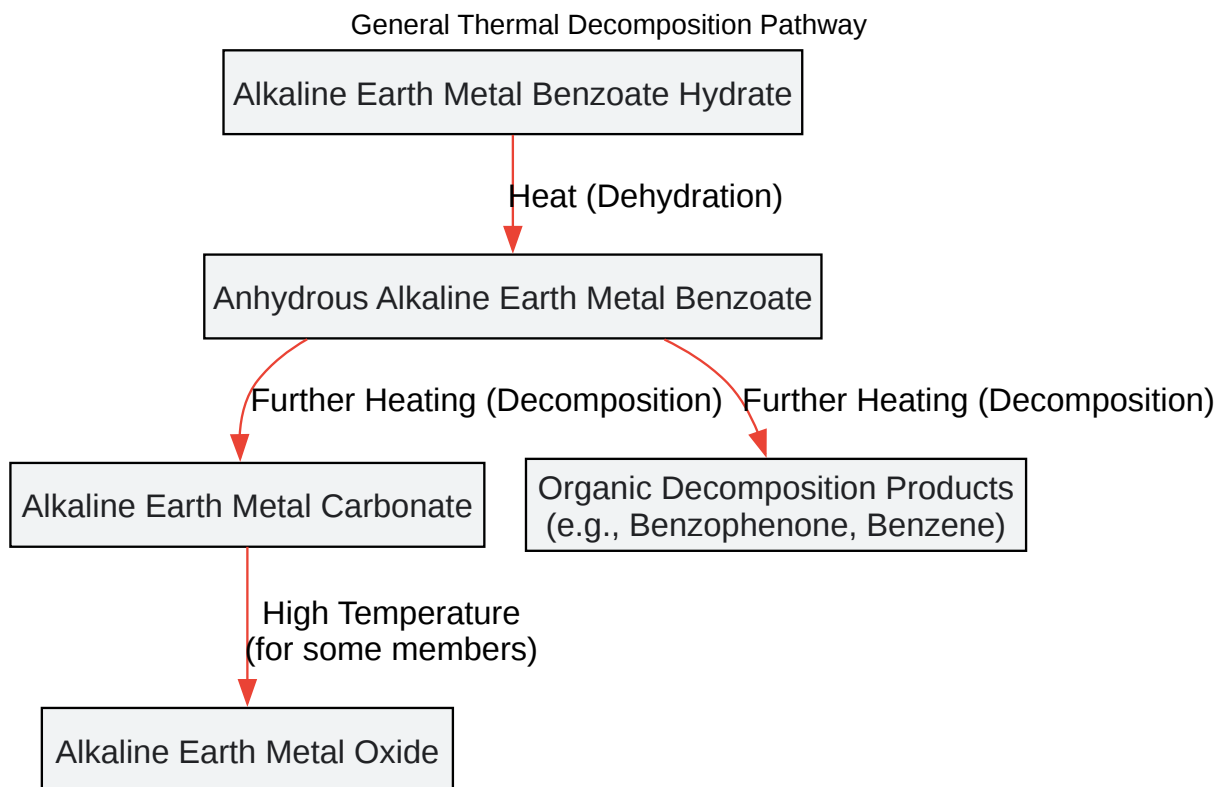 General Thermal Decomposition Pathway
Alkaline Earth Metal Benzoate Hydrate
Heat (Dehydration)
Anhydrous Alkaline Earth Metal Benzoate
Further Heating (Decomposition)
Further Heating (Decomposition)
Alkaline Earth Metal Carbonate
Organic Decomposition Products
(e.g., Benzophenone, Benzene)
High Temperature
(for some members)
Alkaline Earth Metal Oxide